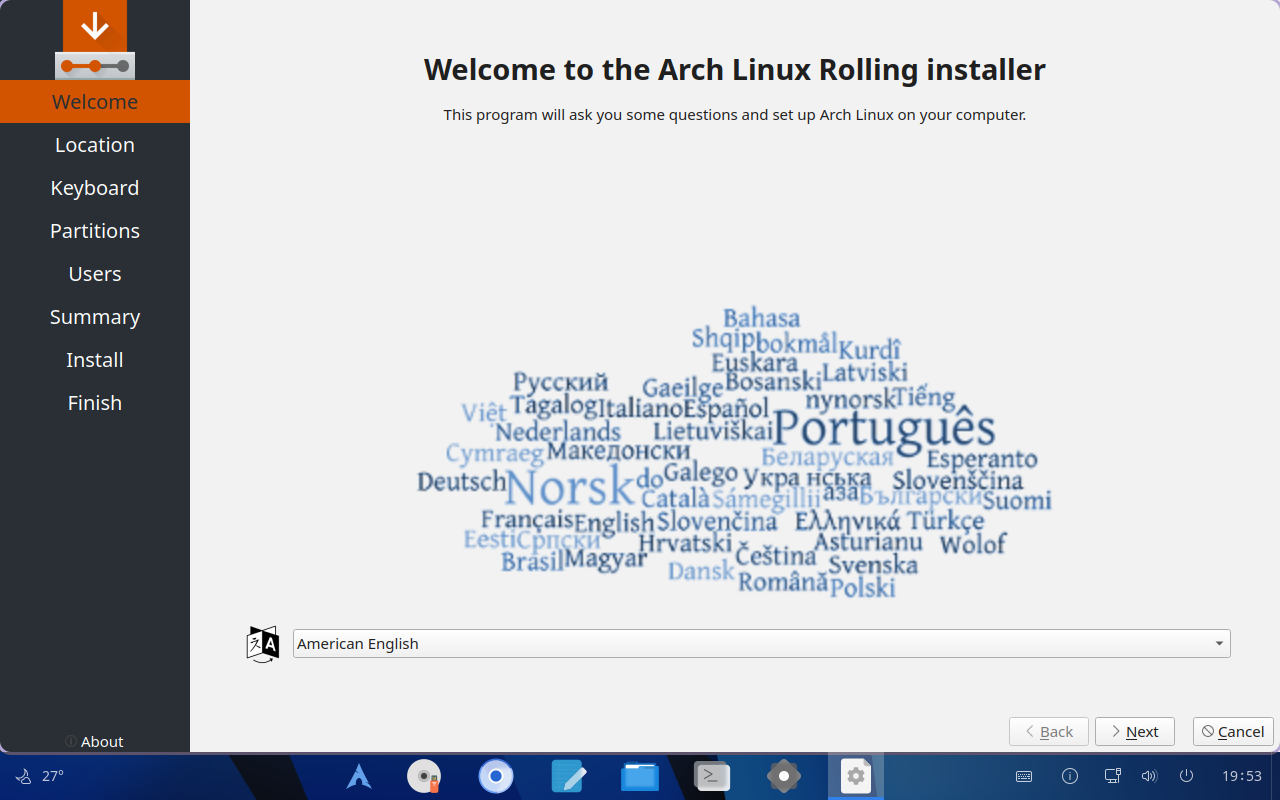 Welcome
Location
Keyboard
Partitions
Users
Summary
Install
Finish
About
Welcome to the Arch Linux Rolling installer
This program will ask you some questions and set up Arch Linux on your computer.
Bahasa
Shqip bokmål Kurdî
Euskara Latviski
Русский Gaeilge Bosanski
Việt Tagalog Italiano Español nynorsk Tiếng
Nederlands Lietuviškai Português
Cymraeg Македонски Беларуская Esperanto
Deutsch Norsk do Galego Укра нська Slovenščina
Català Sámegillii аза Български Suomi
Français English Slovenčina Ελληνικά Türkçe
Eesti Српски Hrvatski Asturianu Wolof
Brasil Magyar Dansk Čeština Svenska
Română Polski
American English
Back Next Cancel
27° 19:53